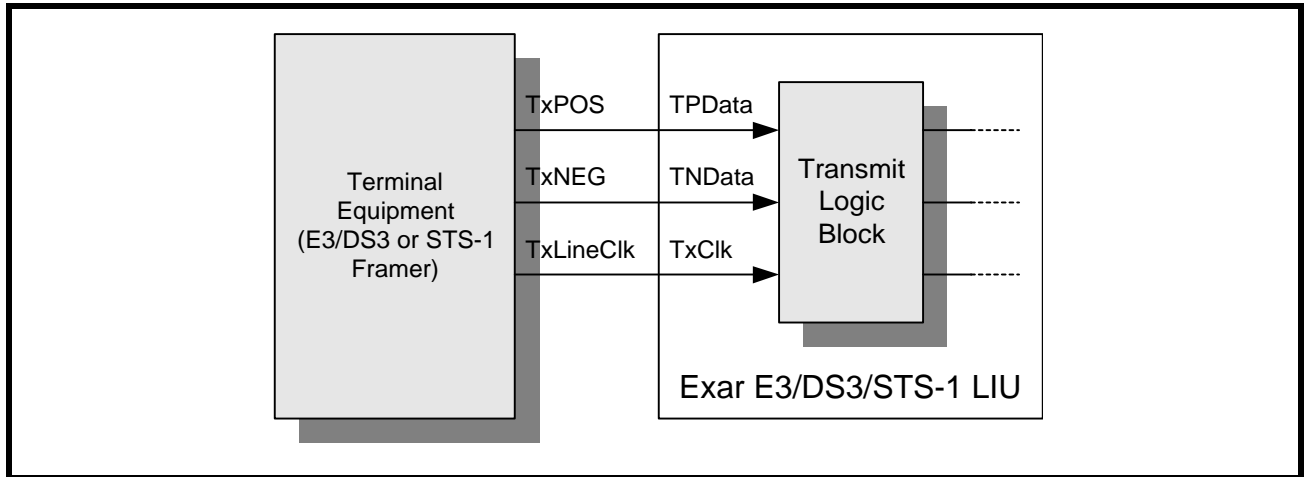 Terminal
Equipment
(E3/DS3 or STS-1
Framer)
TxPOS
TPData
TxNEG
TNData
TxLineClk
TxClk
Transmit
Logic
Block
Exar E3/DS3/STS-1 LIU